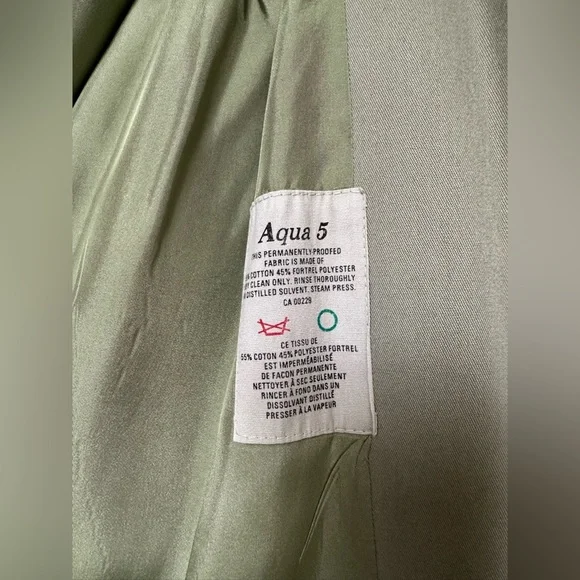 Aqua 5
THIS PERMANENTLY PROOFED
FABRIC IS MADE OF
% COTTON 45% FORTREL POLYESTER
DRY CLEAN ONLY. RINSE THOROUGHLY
DISTILLED SOLVENT. STEAM PRESS.
CA 00229
CE TISSU DE
55% COTON 45% POLYESTER FORTREL
EST IMPERMÉABILISÉ
DE FAÇON PERMANENTE
NETTOYER À SEC SEULEMENT
RINCER À FOND DANS UN
DISSOLVANT DISTILLÉ
PRESSER À LA VAPEUR